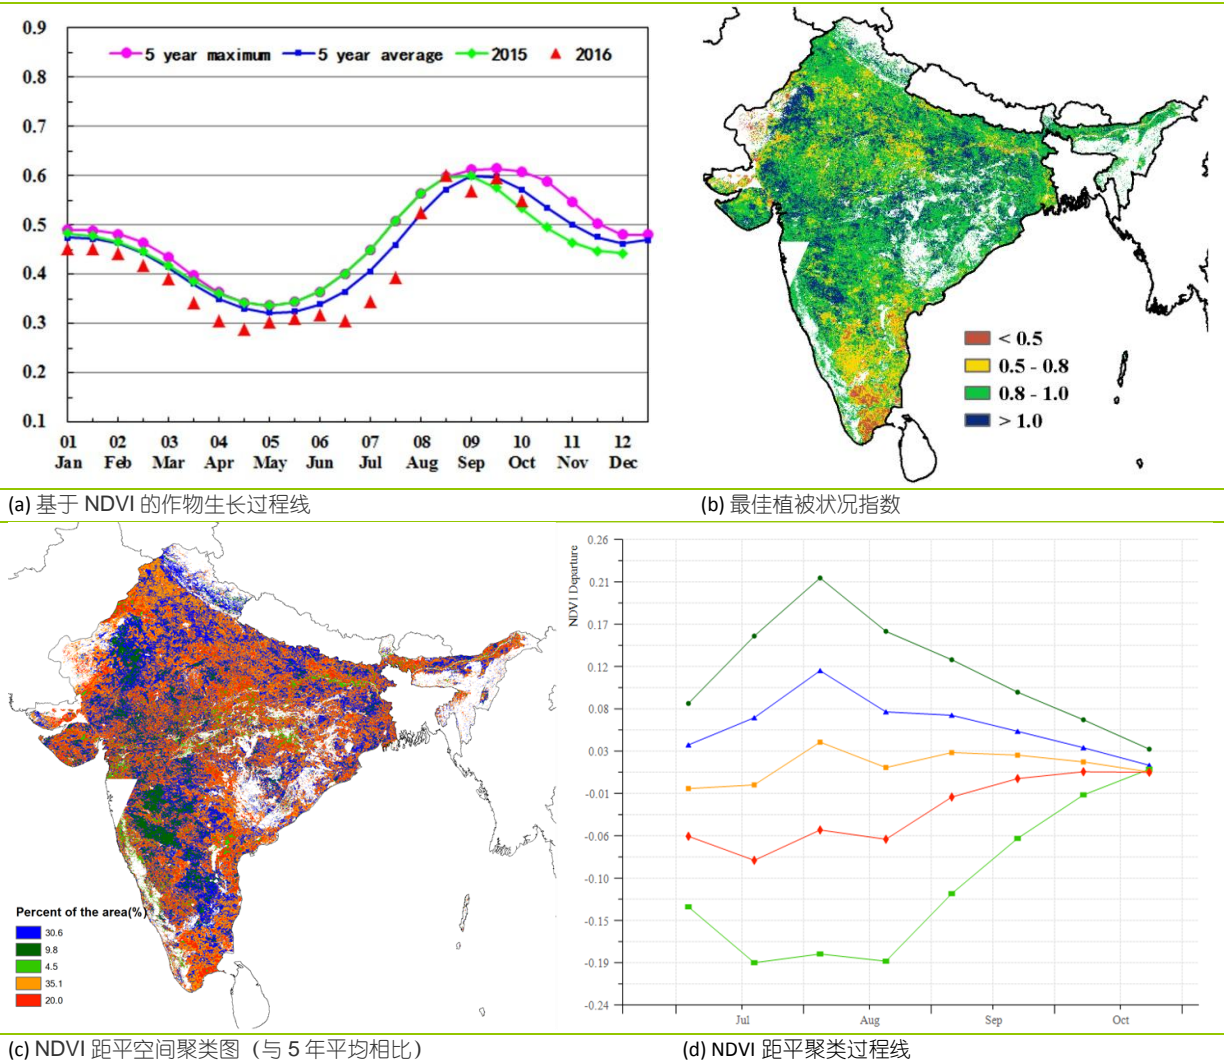 0.9
5 year maximum 5 year average 2015 2016
0.8
0.7
0.6
0.5
0.4
0.3
0.2
0.1
01 02 03 04 05 06 07 08 09 10 11 12
Jan Feb Mar Apr May Jun Jul Aug Sep Oct Nov Dec
< 0.5
0.5 - 0.8
0.8 - 1.0
> 1.0
(a) 基于 NDVI 的作物生长过程线
(b) 最佳植被状况指数
Percent of the area(%)
30.6
9.8
4.5
35.1
20.0
NDVI Departure
0.26
0.21
0.17
0.12
0.08
0.03
-0.01
-0.06
-0.10
-0.15
-0.19
-0.24
Jul Aug Sep Oct
(c) NDVI 距平空间聚类图（与 5 年平均相比）
(d) NDVI 距平聚类过程线